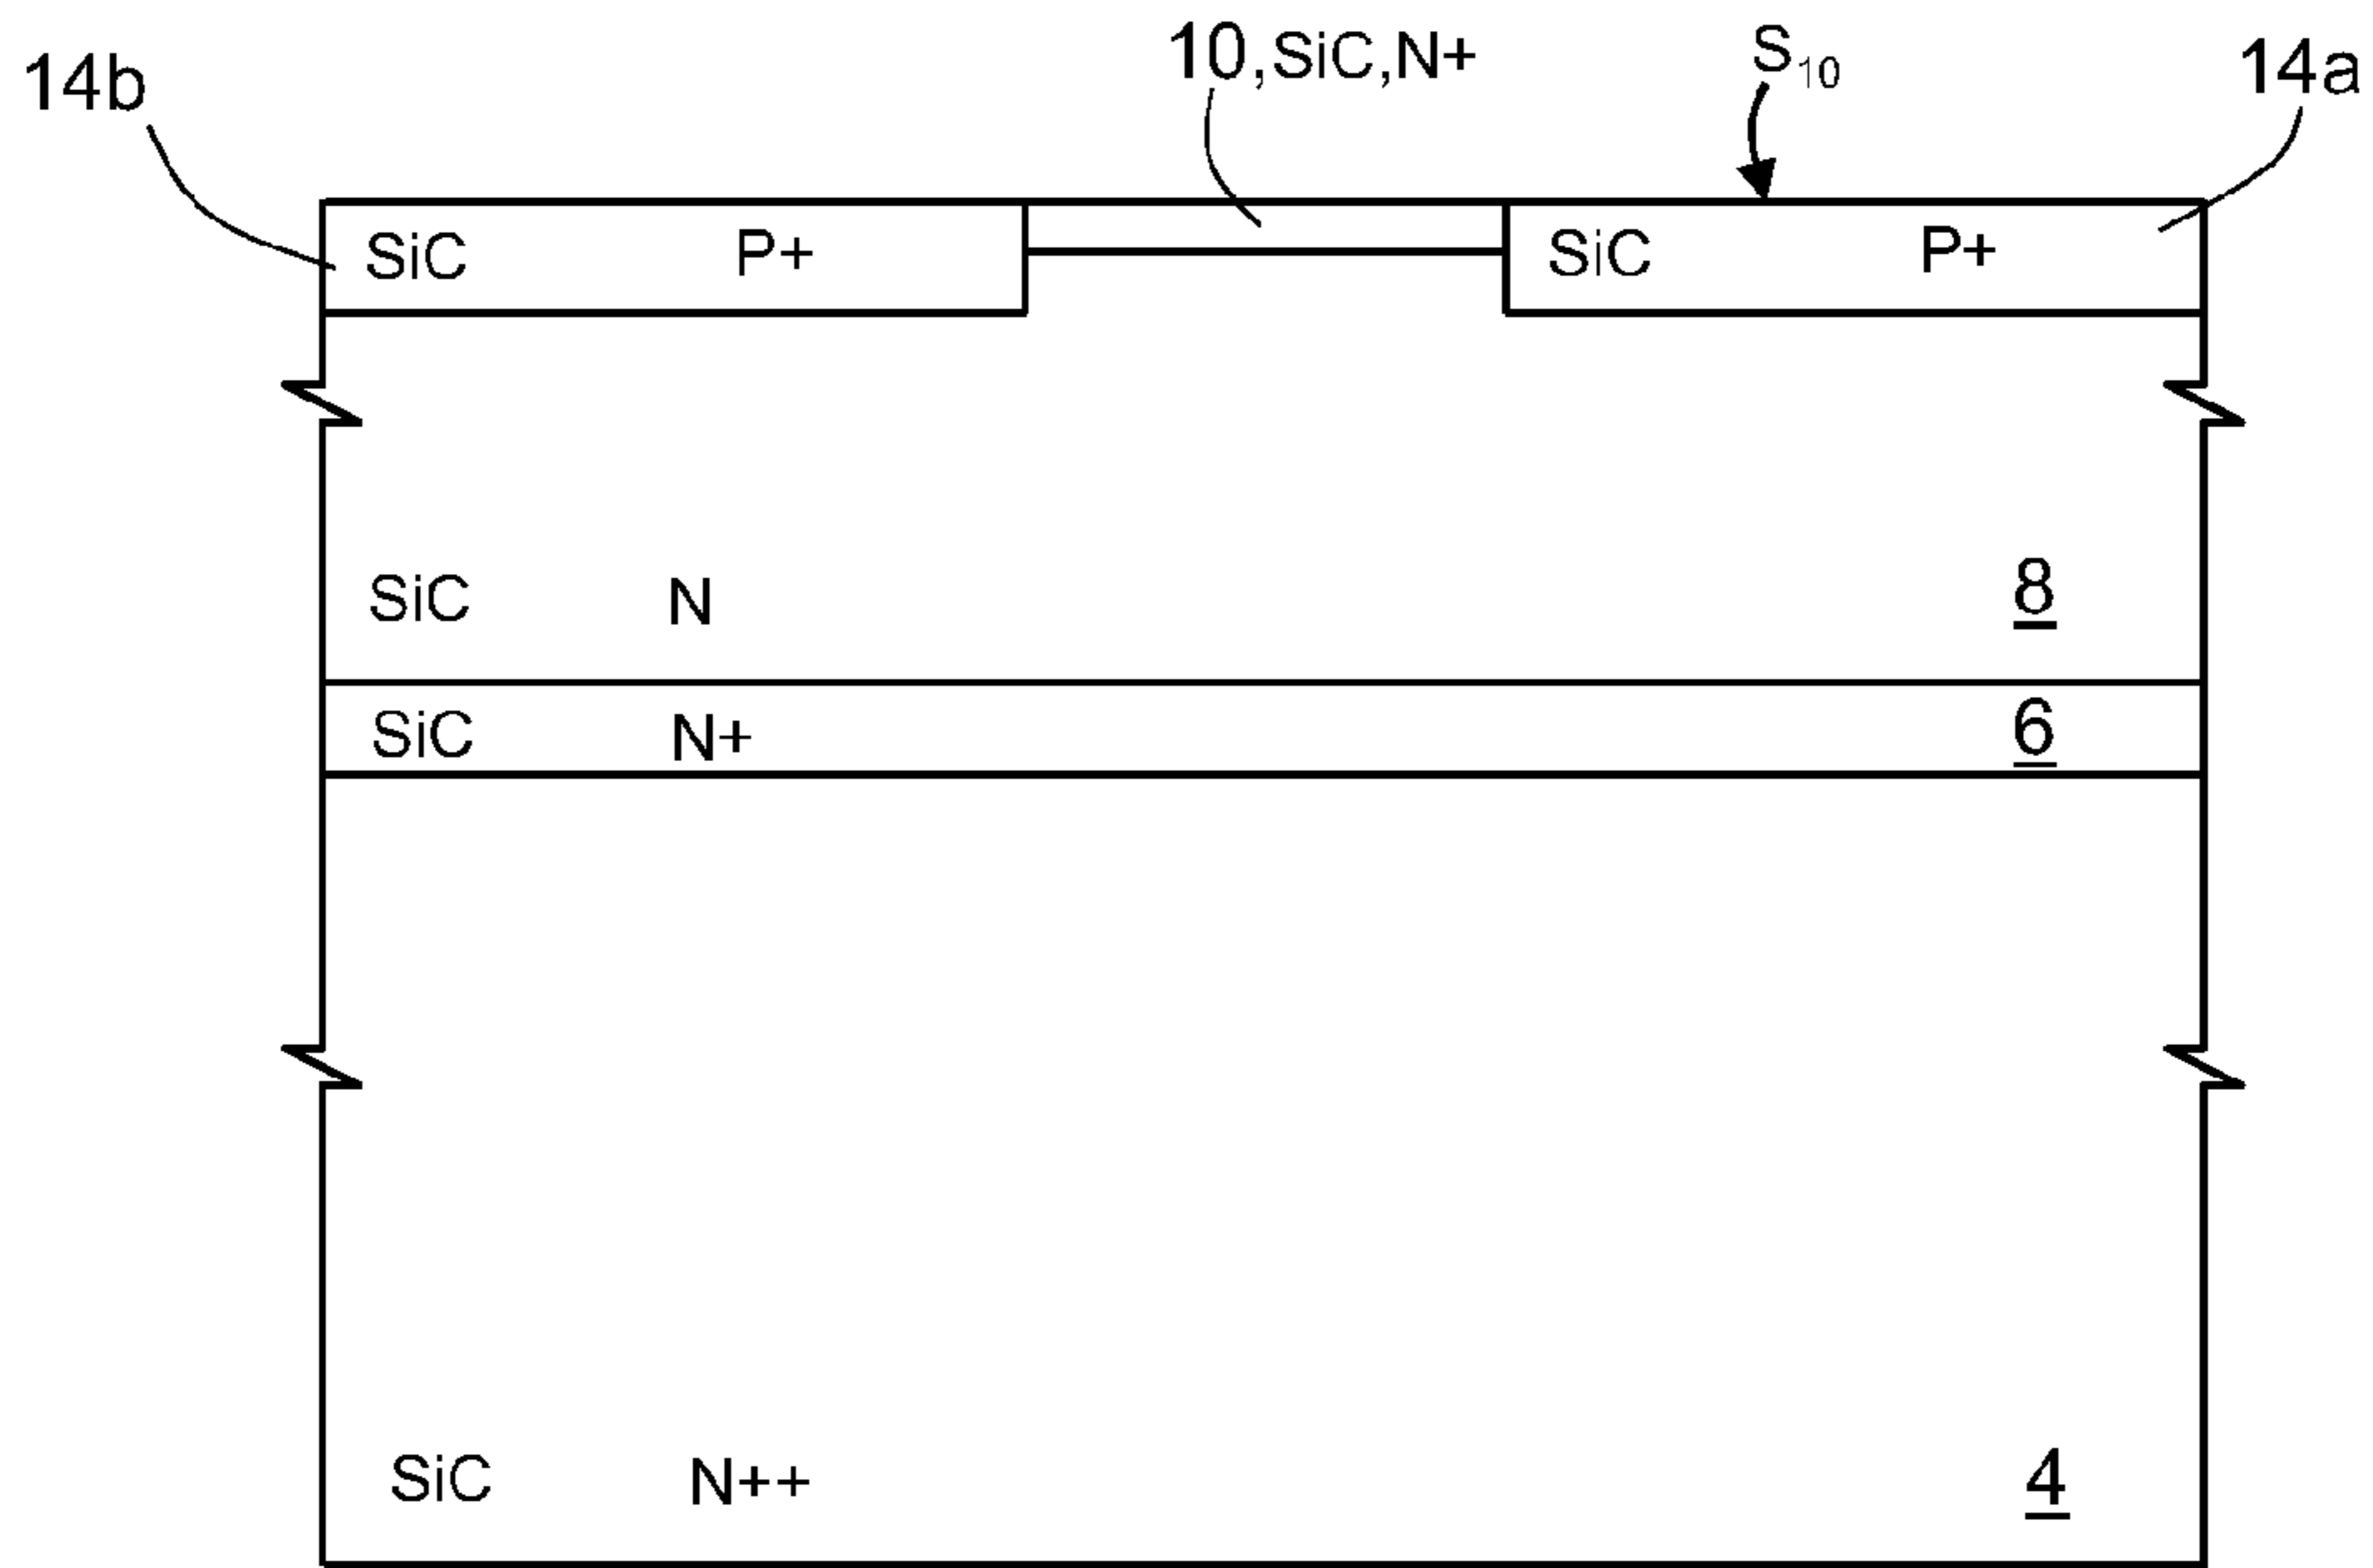 14b 10,SiC,N+ S₁₀ 14a
SiC P+ SiC P+
SiC N 8
SiC N+ 6
SiC N++ 4